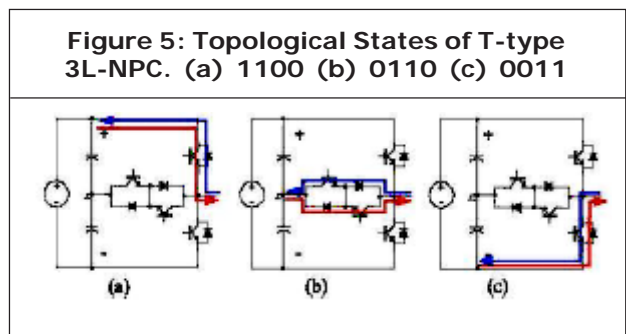 Figure 5: Topological States of T-type
3L-NPC. (a) 1100 (b) 0110 (c) 0011
+
+
+
-
-
-
(a)
(b)
(c)